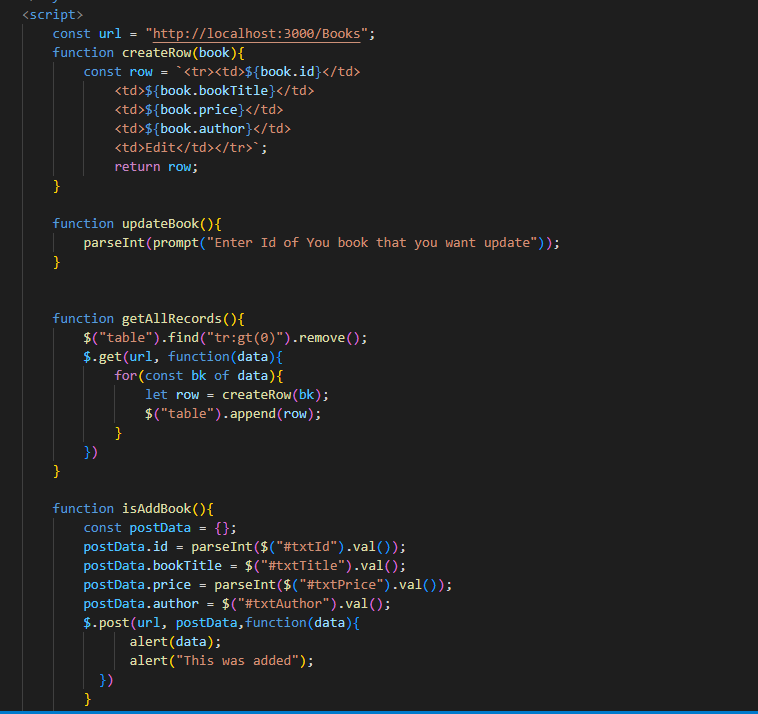 <script>
const url = "http://localhost:3000/Books";
function createRow(book){
const row = `<tr><td>${book.id}</td>
<td>${book.bookTitle}</td>
<td>${book.price}</td>
<td>${book.author}</td>
<td>Edit</td></tr>`;
return row;
}
function updateBook(){
parseInt(prompt("Enter Id of You book that you want update"));
}
function getAllRecords(){
$("table").find("tr:gt(0)").remove();
$.get(url, function(data){
for(const bk of data){
let row = createRow(bk);
$("table").append(row);
}
})
}
function isAddBook(){
const postData = {};
postData.id = parseInt($("#txtId").val());
postData.bookTitle = $("#txtTitle").val();
postData.price = parseInt($("#txtPrice").val());
postData.author = $("#txtAuthor").val();
$.post(url, postData,function(data){
alert(data);
alert("This was added");
})
}